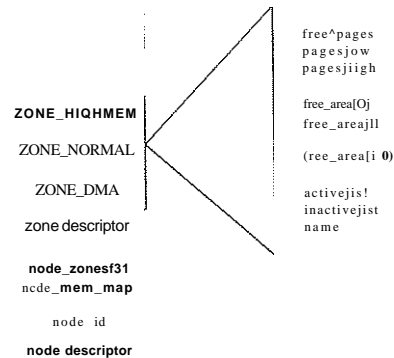 free^pages
pagesjow
pagesjiigh
free_area[Oj
free_areajll
(ree_area[i 0)
activejis!
inactivejist
name
ZONE_HIQHMEM
ZONE_NORMAL
ZONE_DMA
zone descriptor
node_zonesf31
ncde_mem_map
node id
node descriptor